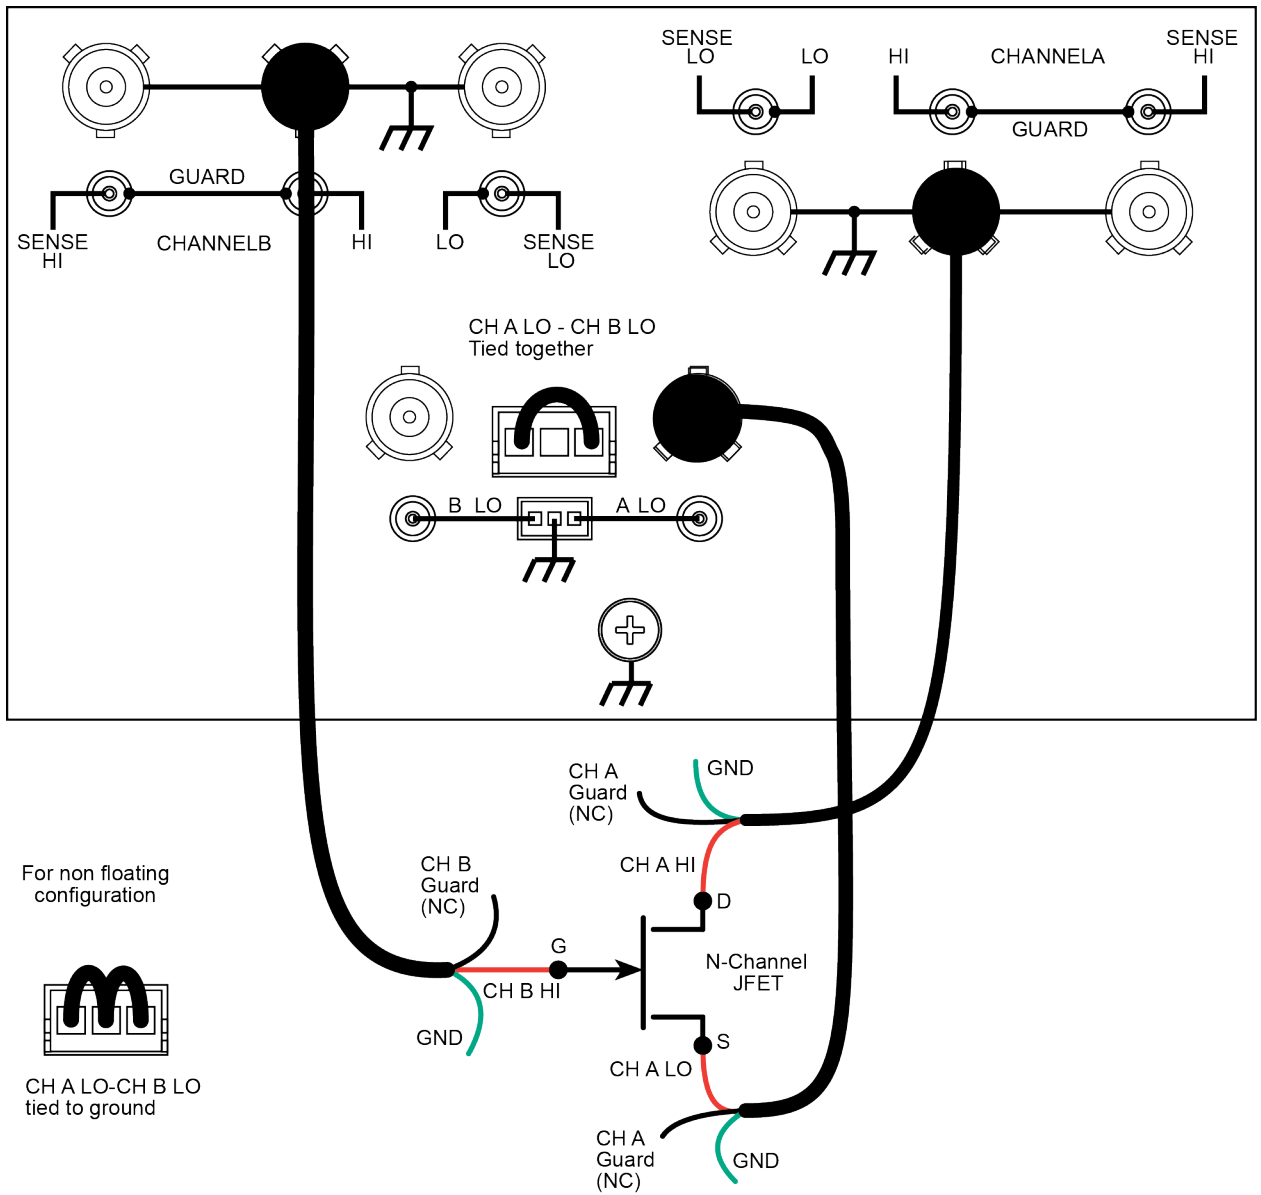 SENSE
LO
LO
HI
CHANNELA
SENSE
HI
GUARD
GUARD
SENSE
HI
CHANNELB
HI
LO
SENSE
LO
CH A LO - CH B LO
Tied together
B LO
A LO
CH A
Guard
(NC)
GND
CH A HI
D
CH B
Guard
(NC)
G
CH B HI
GND
N-Channel
JFET
S
CH A LO
CH A
Guard
(NC)
GND
For non floating
configuration
CH A LO-CH B LO
tied to ground